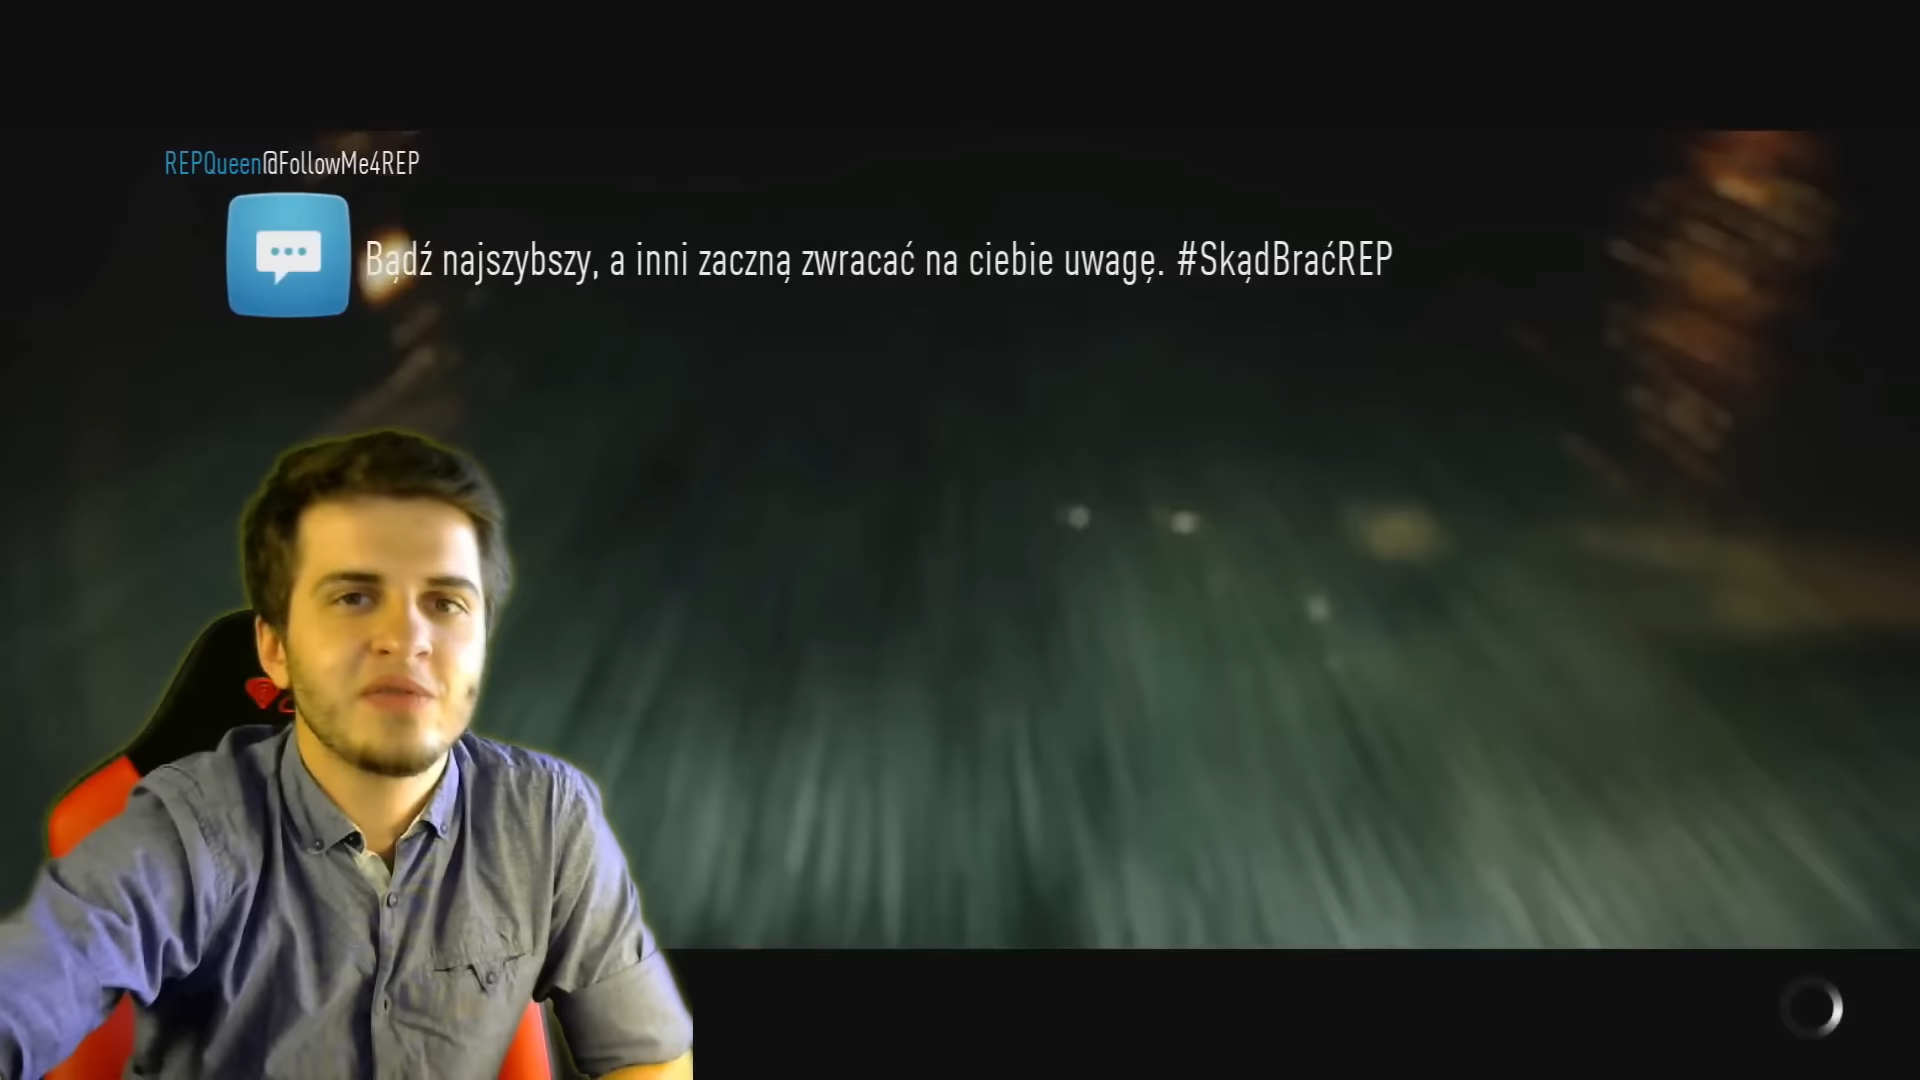 REPQueen@FollowMe4REP
Bądź najszybszy, a inni zaczną zwracać na ciebie uwagę. #SkądBraćREP